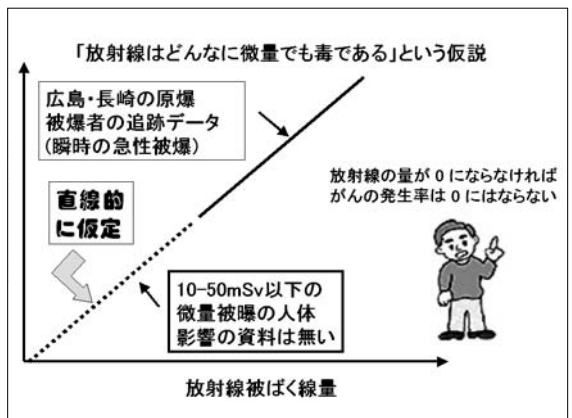 「放射線はどんなに微量でも毒である」という仮説
広島・長崎の原爆
被爆者の追跡データ
(瞬時の急性被爆)
放射線の量が0にならなければ
がんの発生率は0にはならない
直線的
に仮定
10-50mSv以下の
微量被曝の人体
影響の資料は無い
放射線被ばく線量